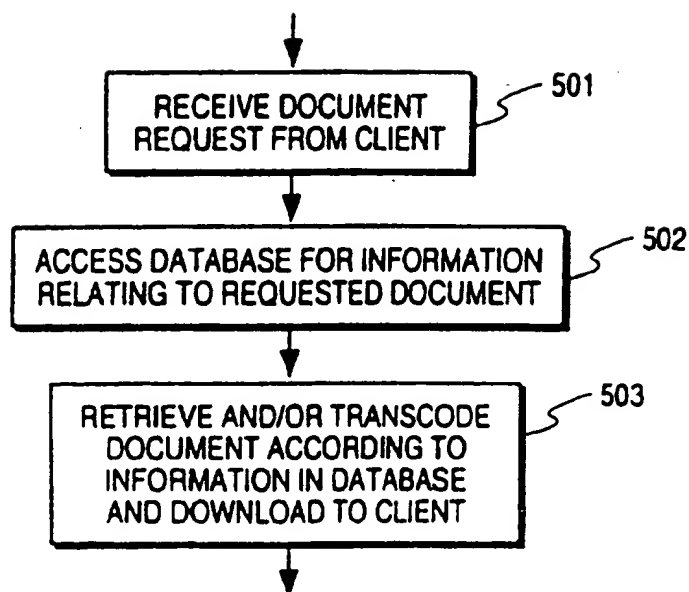 RECEIVE DOCUMENT
REQUEST FROM CLIENT
501
ACCESS DATABASE FOR INFORMATION
RELATING TO REQUESTED DOCUMENT
502
RETRIEVE AND/OR TRANSCODE
DOCUMENT ACCORDING TO
INFORMATION IN DATABASE
AND DOWNLOAD TO CLIENT
503